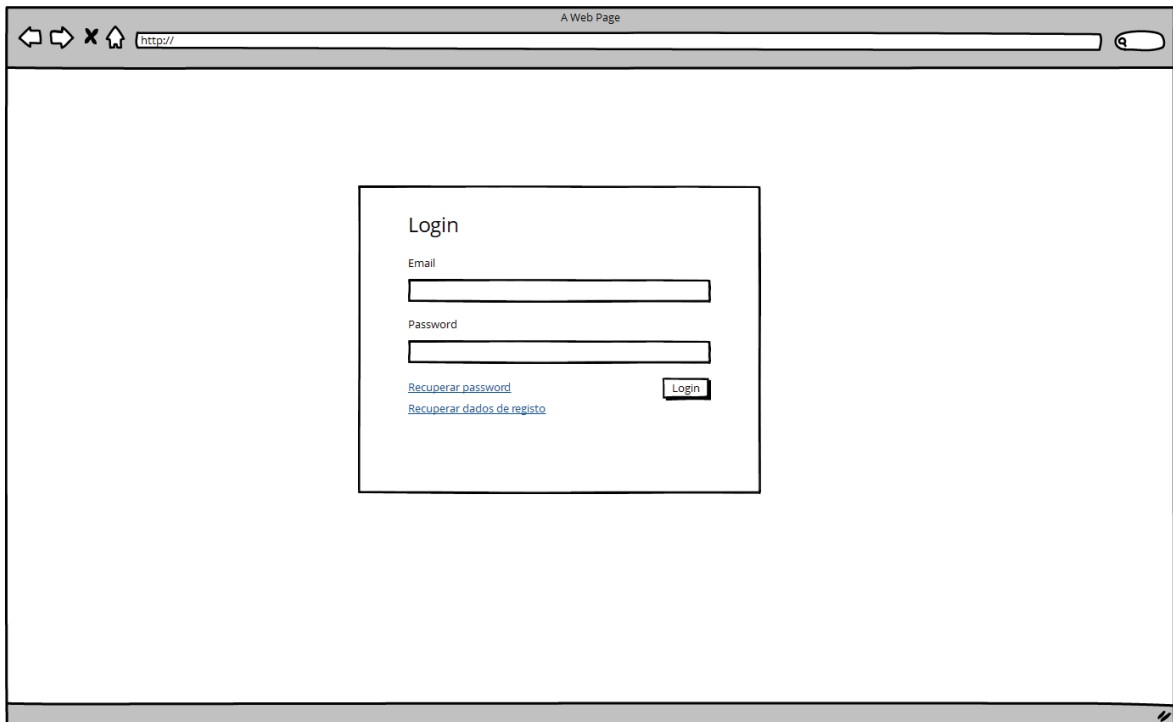 A Web Page
http://
Login
Email
Password
Recuperar password
Login
Recuperar dados de registo